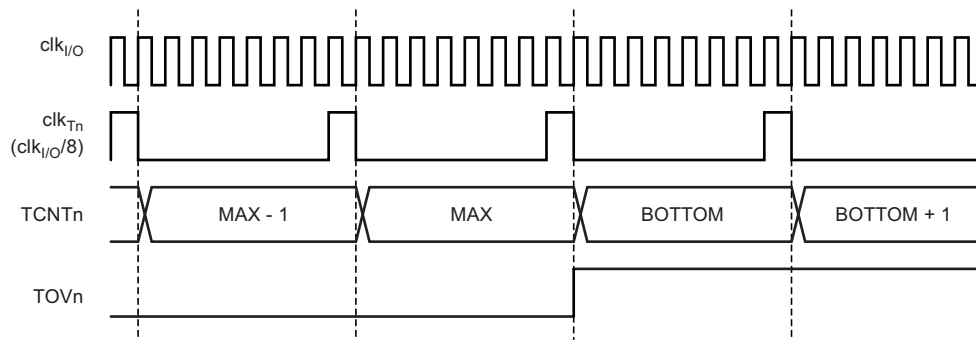 clkI/O
clkTn
(clkI/O/8)
TCNTn
MAX - 1
MAX
BOTTOM
BOTTOM + 1
TOVn